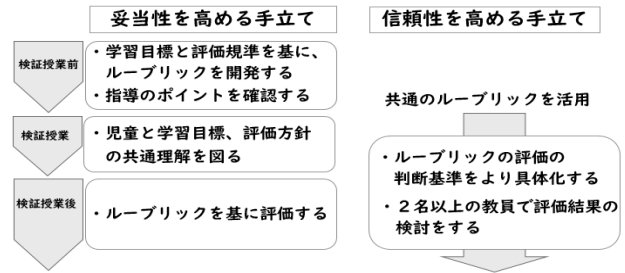 妥当性を高める手立て
検証授業前
・学習目標と評価規準を基に、
ルーブリックを開発する
・指導のポイントを確認する
検証授業
・児童と学習目標、評価方針
の共通理解を図る
検証授業後
・ルーブリックを基に評価する
信頼性を高める手立て
共通のルーブリックを活用
・ルーブリックの評価の
判断基準をより具体化する
・２名以上の教員で評価結果の
検討をする